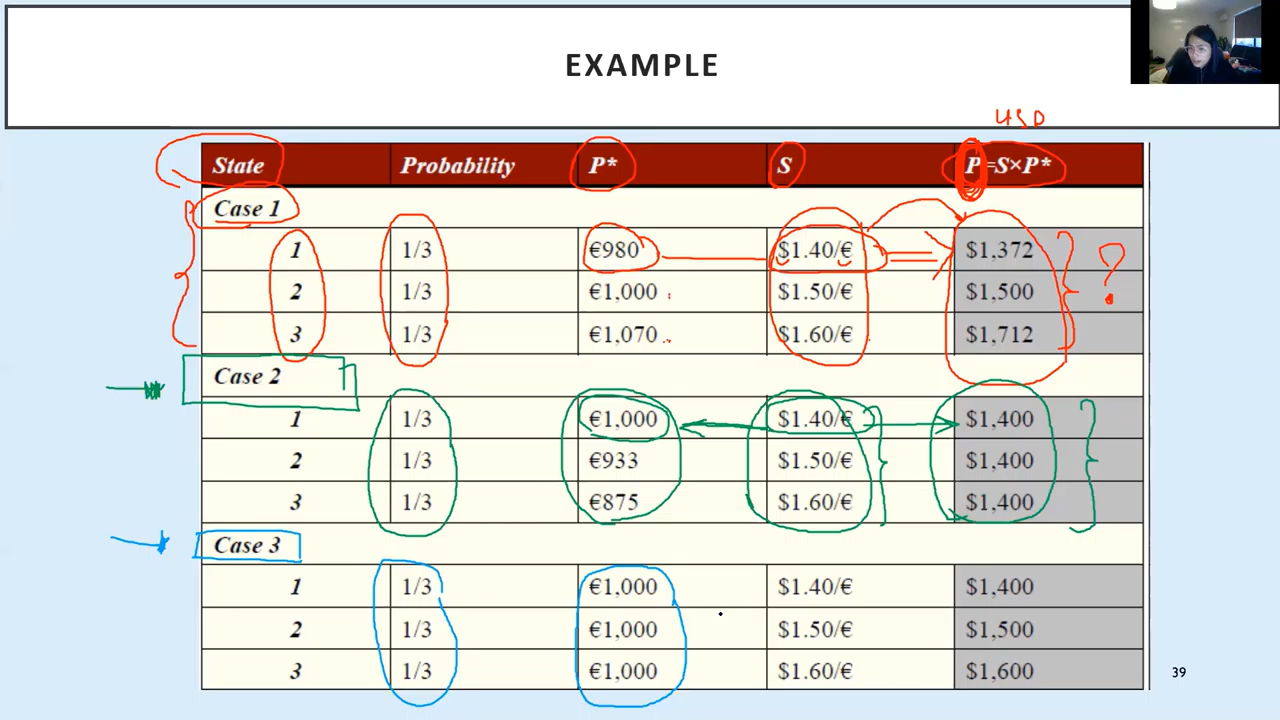 EXAMPLE
USD
State Probability P* S P=S×P*
Case 1
1 1/3 €980 $1.40/€ $1,372
2 1/3 €1,000 $1.50/€ $1,500
3 1/3 €1,070 $1.60/€ $1,712
?
Case 2
1 1/3 €1,000 $1.40/€ $1,400
2 1/3 €933 $1.50/€ $1,400
3 1/3 €875 $1.60/€ $1,400
Case 3
1 1/3 €1,000 $1.40/€ $1,400
2 1/3 €1,000 $1.50/€ $1,500
3 1/3 €1,000 $1.60/€ $1,600
39